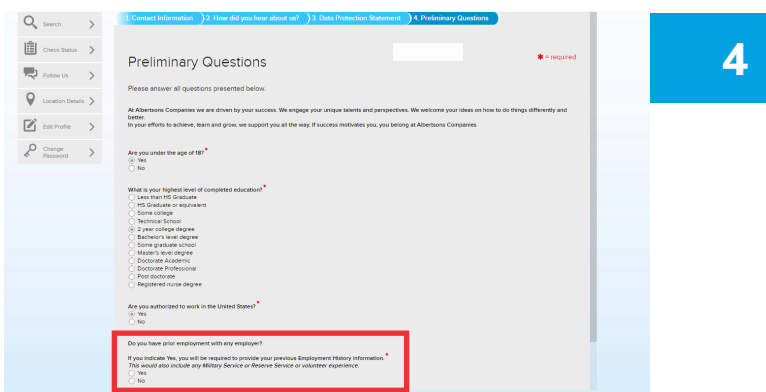 1. Contact Information
2. How did you hear about us?
3. Data Protection Statement
4. Preliminary Questions
Search
Check Status
Follow Us
Location Details
Edit Profile
Change
Password
4
Preliminary Questions
* = required
Please answer all questions presented below.
At Albertsons Companies we are driven by your success. We engage your unique talents and perspectives. We welcome your ideas on how to do things differently and
better.
In your efforts to achieve, learn and grow, we support you all the way. If success motivates you, you belong at Albertsons Companies
Are you under the age of 18? *
Yes
No
What is your highest level of completed education? *
Less than HS Graduate
HS Graduate or equivalent
Some college
Technical School
2 year college degree
Bachelor's level degree
Some graduate school
Master's level degree
Doctorate Academic
Doctorate Professional
Post doctorate
Registered nurse degree
Are you authorized to work in the United States? *
Yes
No
Do you have prior employment with any employer?
If you indicate Yes, you will be required to provide your previous Employment History information. *
This would also include any Military Service or Reserve Service or volunteer experience.
Yes
No